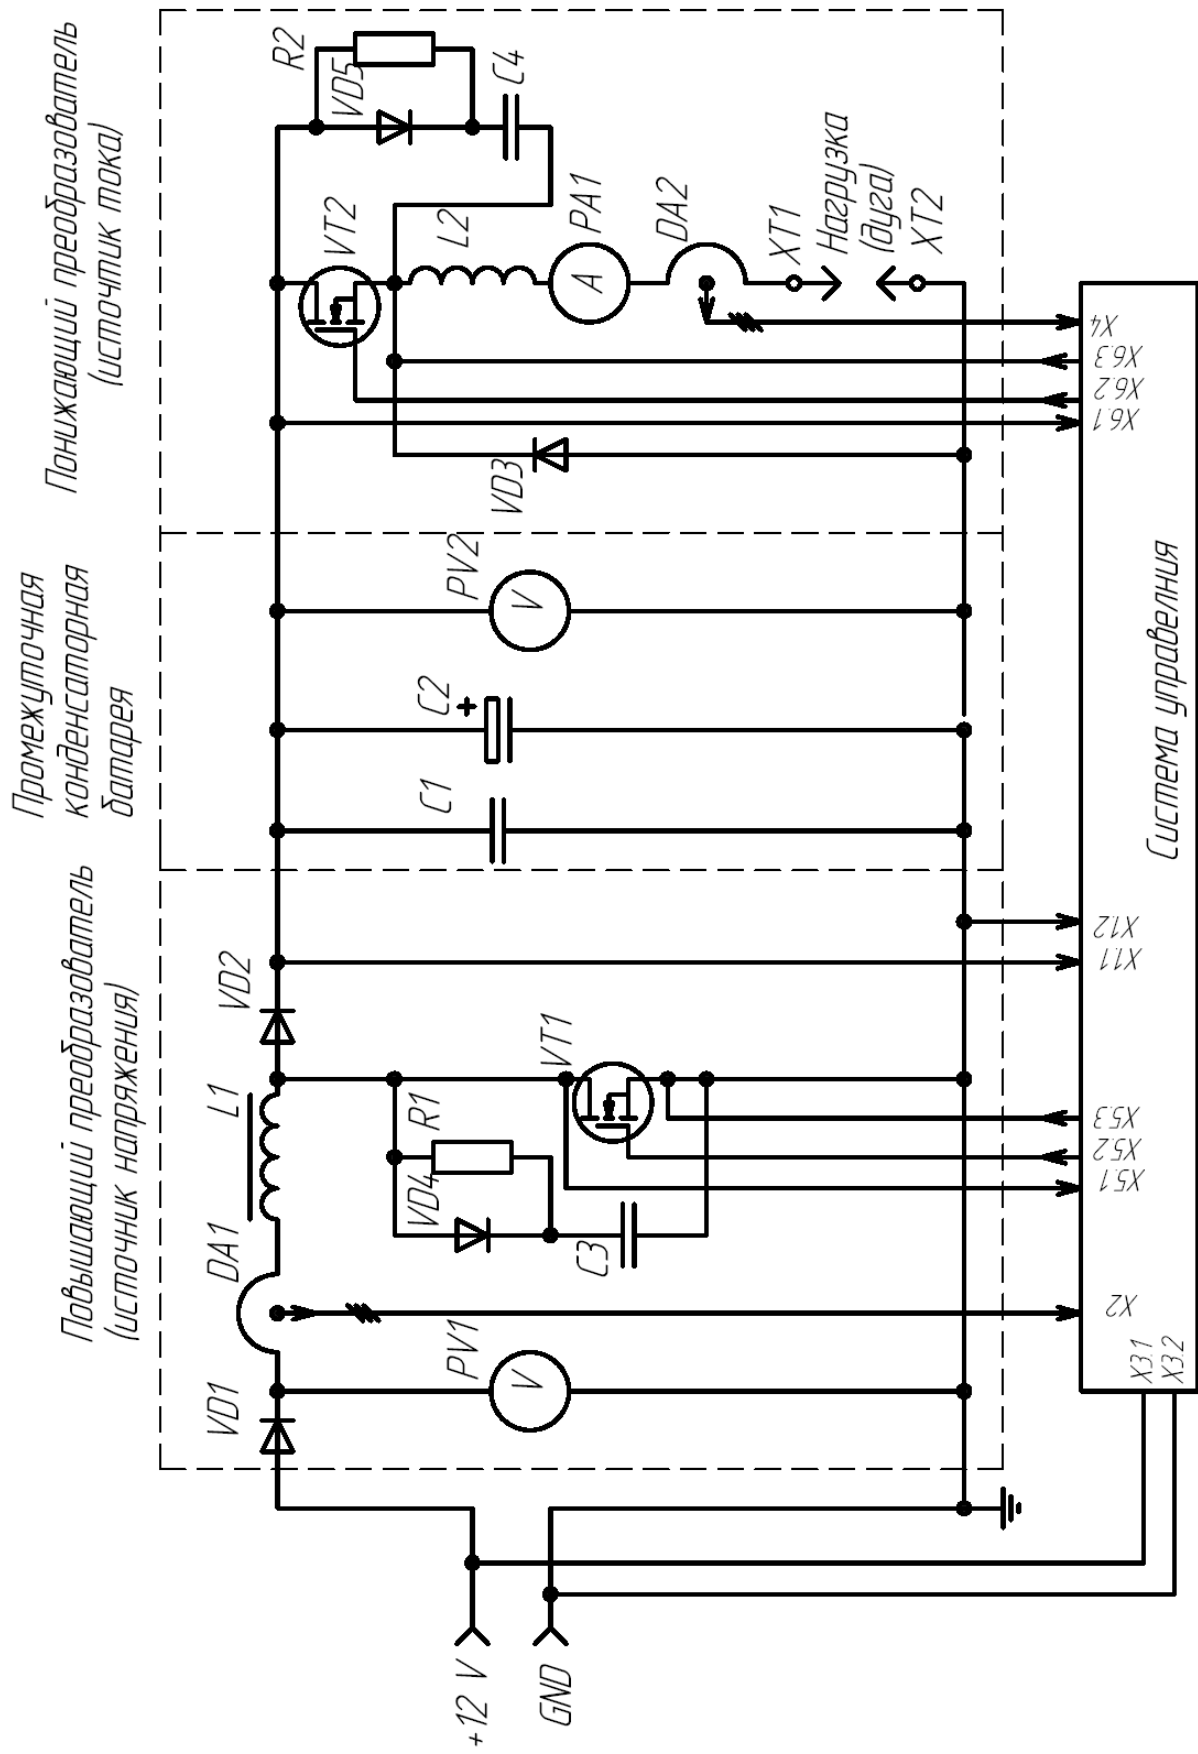 Повышающий преобразователь
(источник напряжения)
Промежуточная
конденсаторная
батарея
Понижающий преобразователь
(источтик тока)
VD1
DA1
L1
VD2
R2
VD5
C4
VT2
L2
PA1
A
DA2
XT1
Нагрузка
(дуга)
XT2
PV1
V
VD4
R1
C3
VT1
C1
C2
+
PV2
V
VD3
+12 V
GND
X3.1
X3.2
X2
X5.1
X5.2
X5.3
X1.1
X1.2
X6.1
X6.2
X6.3
X4
Система управелния